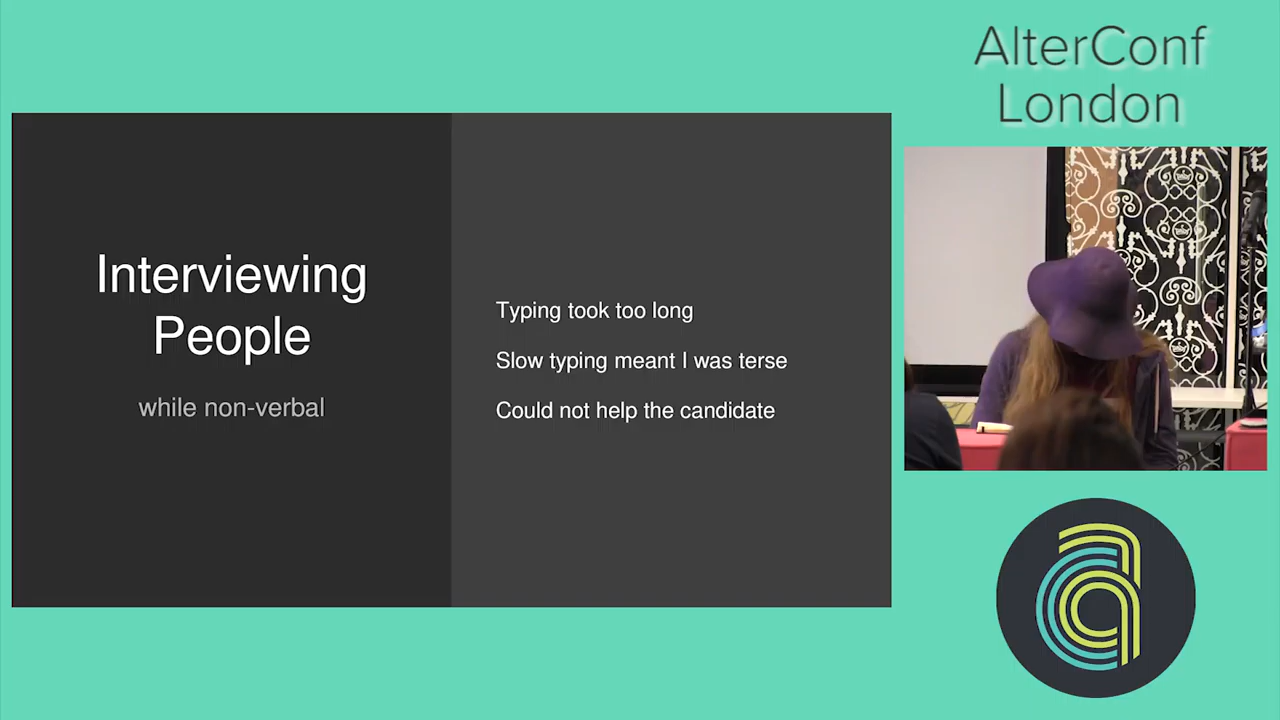 AlterConf
London
Interviewing
People
while non-verbal
Typing took too long
Slow typing meant I was terse
Could not help the candidate